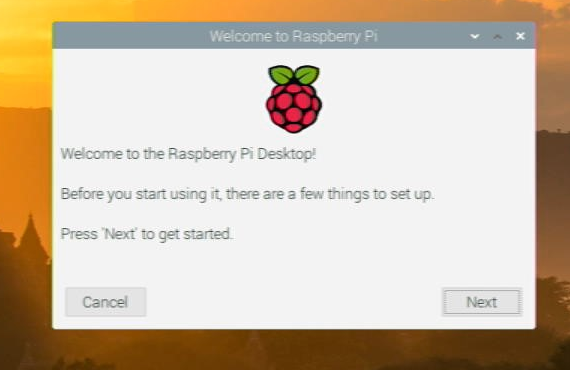 Welcome to Raspberry Pi
Welcome to the Raspberry Pi Desktop!
Before you start using it, there are a few things to set up.
Press 'Next' to get started.
Cancel
Next